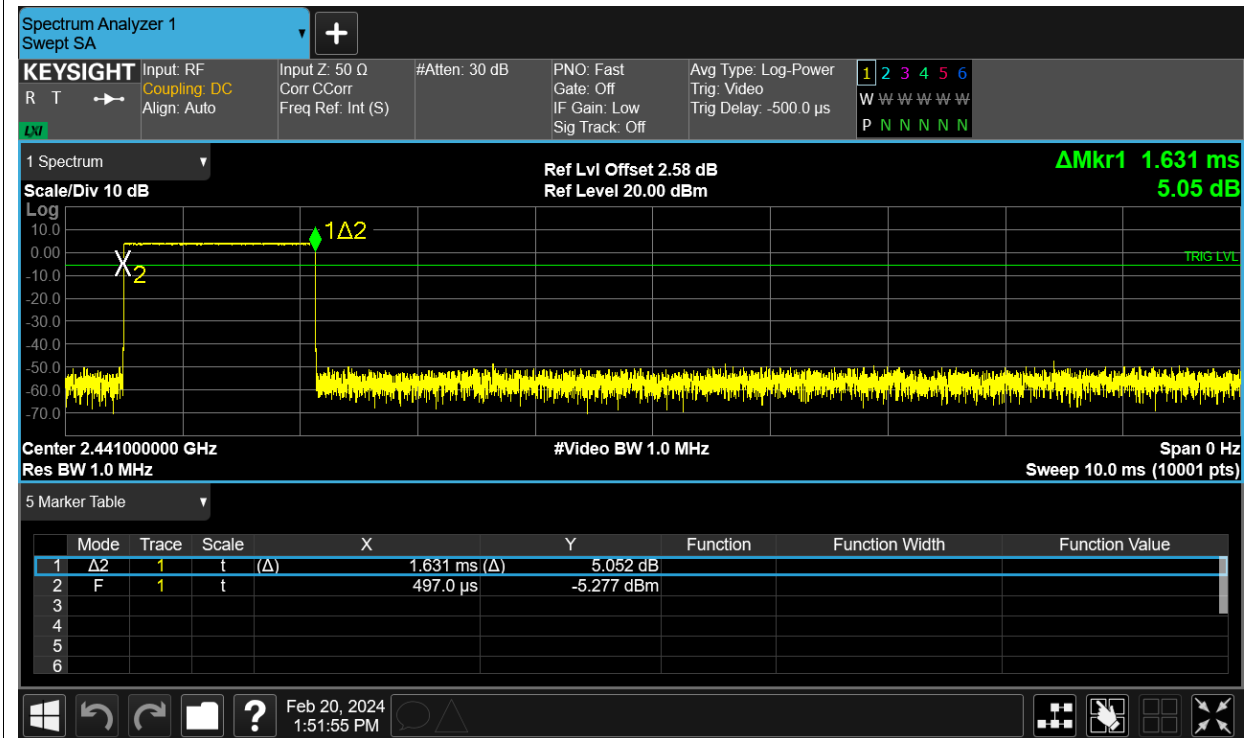 Spectrum Analyzer 1
Swept SA
KEYSIGHT
R T
LXI
Input: RF
Coupling: DC
Align: Auto
Input Z: 50 Ω
Corr CCorr
Freq Ref: Int (S)
#Atten: 30 dB
PNO: Fast
Gate: Off
IF Gain: Low
Sig Track: Off
Avg Type: Log-Power
Trig: Video
Trig Delay: -500.0 µs
1 2 3 4 5 6
W W W W W W
P N N N N N
1 Spectrum
Scale/Div 10 dB
Ref Lvl Offset 2.58 dB
Ref Level 20.00 dBm
ΔMkr1 1.631 ms
5.05 dB
Log
10.0
0.00
-10.0
-20.0
-30.0
-40.0
-50.0
-60.0
-70.0
1Δ2
2
TRIG LVL
Center 2.441000000 GHz
#Video BW 1.0 MHz
Span 0 Hz
Res BW 1.0 MHz
Sweep 10.0 ms (10001 pts)
5 Marker Table
Mode Trace Scale X Y Function Function Width Function Value
1 Δ2 1 t (Δ) 1.631 ms (Δ) 5.052 dB
2 F 1 t 497.0 µs -5.277 dBm
3
4
5
6
?
Feb 20, 2024
1:51:55 PM